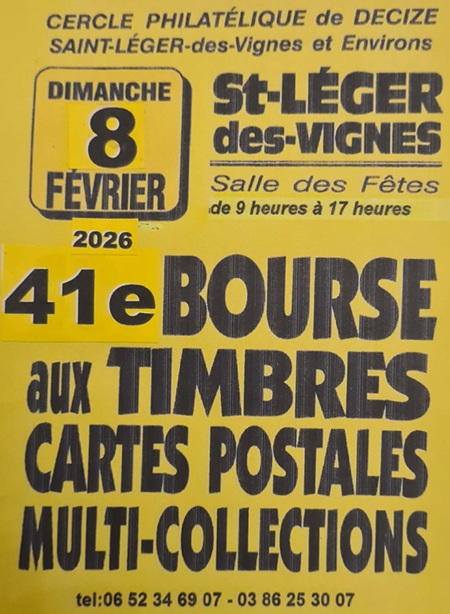 CERCLE PHILATÉLIQUE de DECIZE
SAINT-LÉGER-des-Vignes et Environs
DIMANCHE
8
FÉVRIER
2026
St-LÉGER
des-VIGNES
Salle des Fêtes
de 9 heures à 17 heures
41e BOURSE
aux TIMBRES
CARTES POSTALES
MULTI-COLLECTIONS
tel:06 52 34 69 07 - 03 86 25 30 07